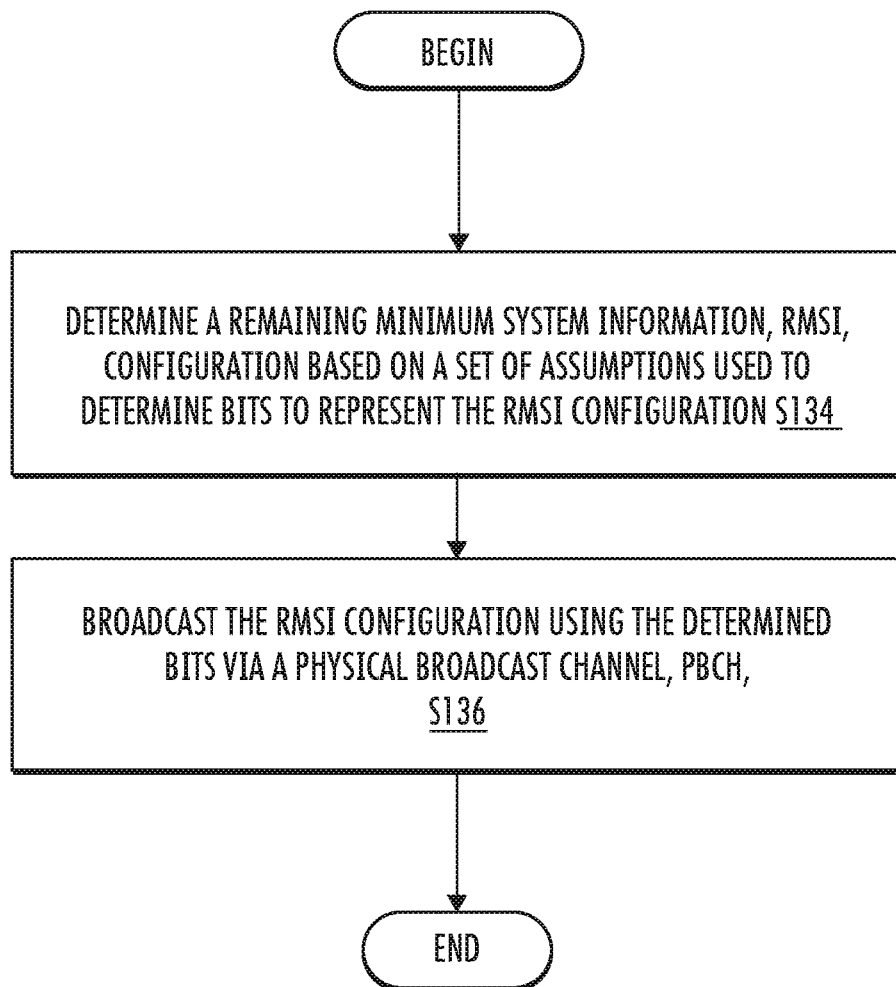 BEGIN
DETERMINE A REMAINING MINIMUM SYSTEM INFORMATION, RMSI,
CONFIGURATION BASED ON A SET OF ASSUMPTIONS USED TO
DETERMINE BITS TO REPRESENT THE RMSI CONFIGURATION S134
BROADCAST THE RMSI CONFIGURATION USING THE DETERMINED
BITS VIA A PHYSICAL BROADCAST CHANNEL, PBCH,
S136
END